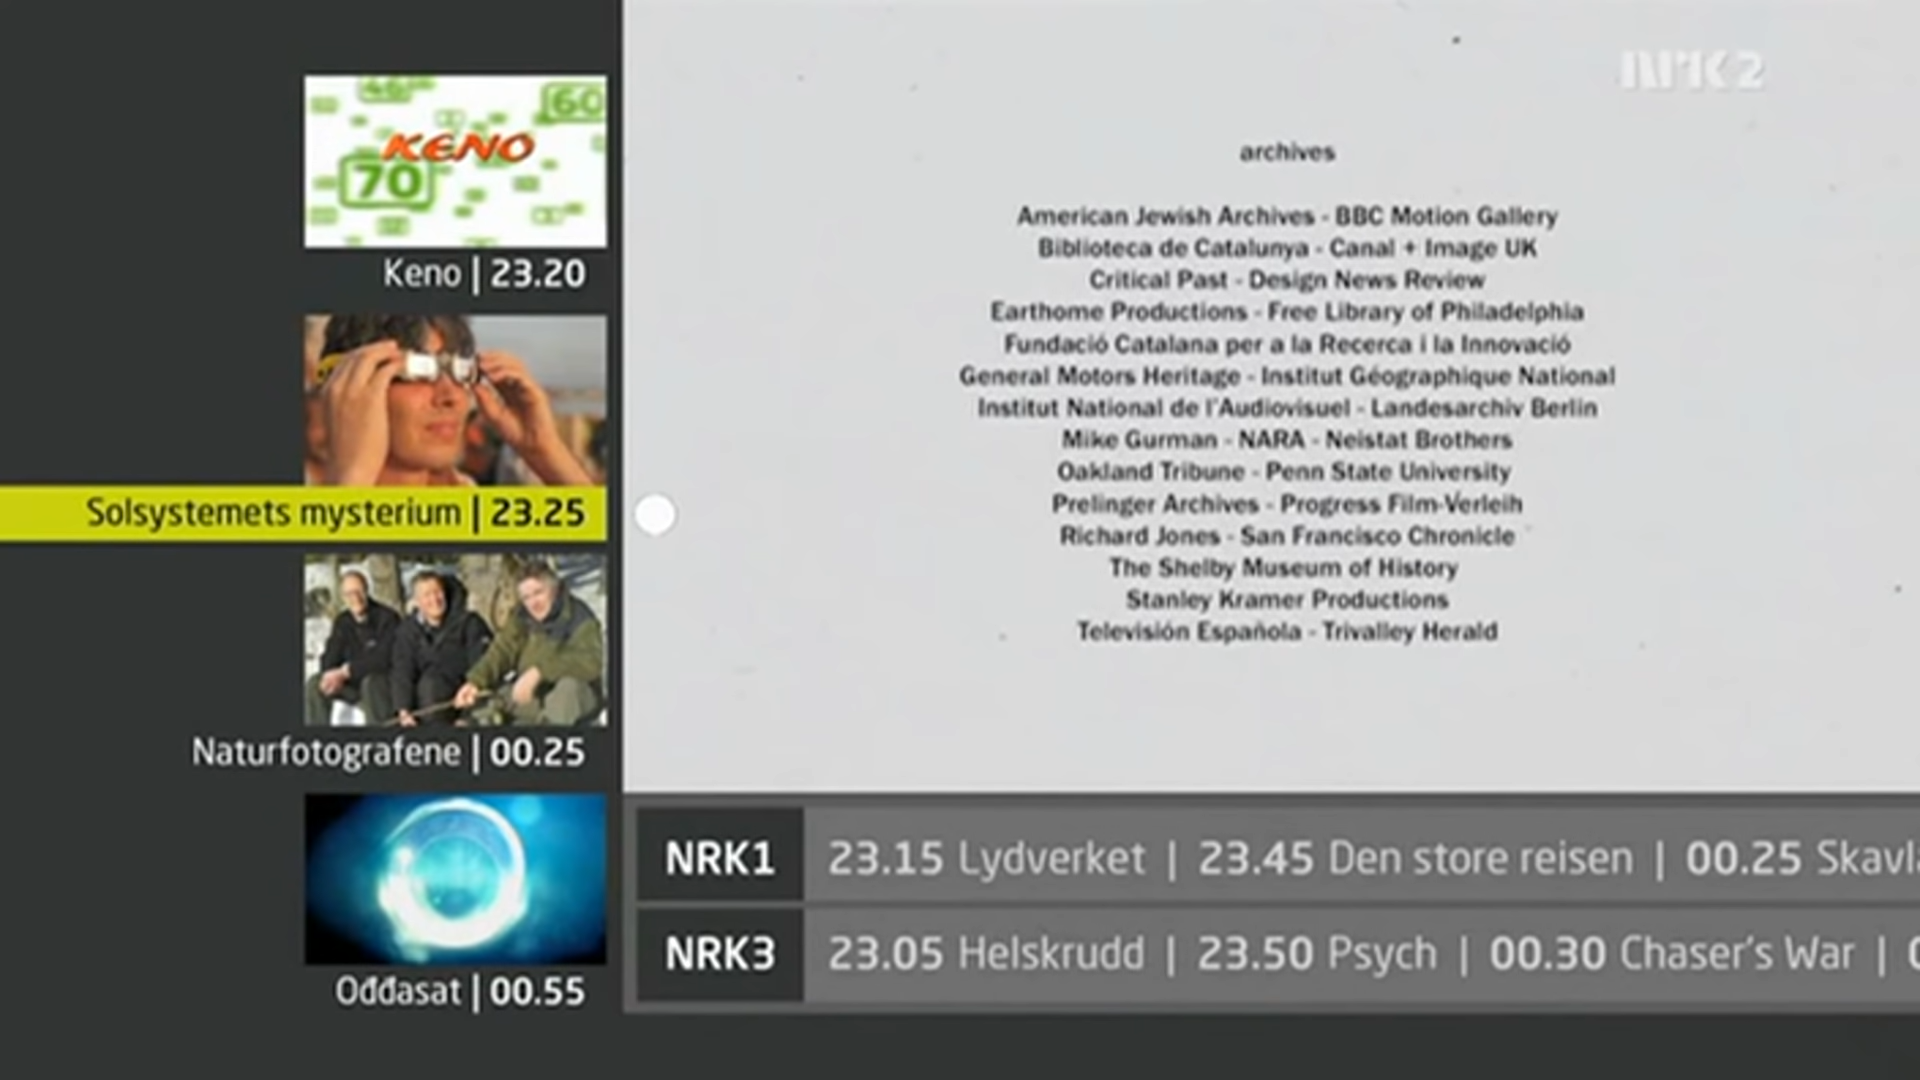 46
60
KENO
70
Keno | 23.20
Solsystemets mysterium | 23.25
Naturfotografene | 00.25
Ođđasat | 00.55
NRK2
archives
American Jewish Archives - BBC Motion Gallery
Biblioteca de Catalunya - Canal + Image UK
Critical Past - Design News Review
Earthome Productions - Free Library of Philadelphia
Fundació Catalana per a la Recerca i la Innovació
General Motors Heritage - Institut Géographique National
Institut National de l'Audiovisuel - Landesarchiv Berlin
Mike Gurman - NARA - Neistat Brothers
Oakland Tribune - Penn State University
Prelinger Archives - Progress Film-Verleih
Richard Jones - San Francisco Chronicle
The Shelby Museum of History
Stanley Kramer Productions
Televisión Española - Trivalley Herald
NRK1 23.15 Lydverket | 23.45 Den store reisen | 00.25
NRK3 23.05 Helskrudd | 23.50 Psych | 00.30 Chaser's War |